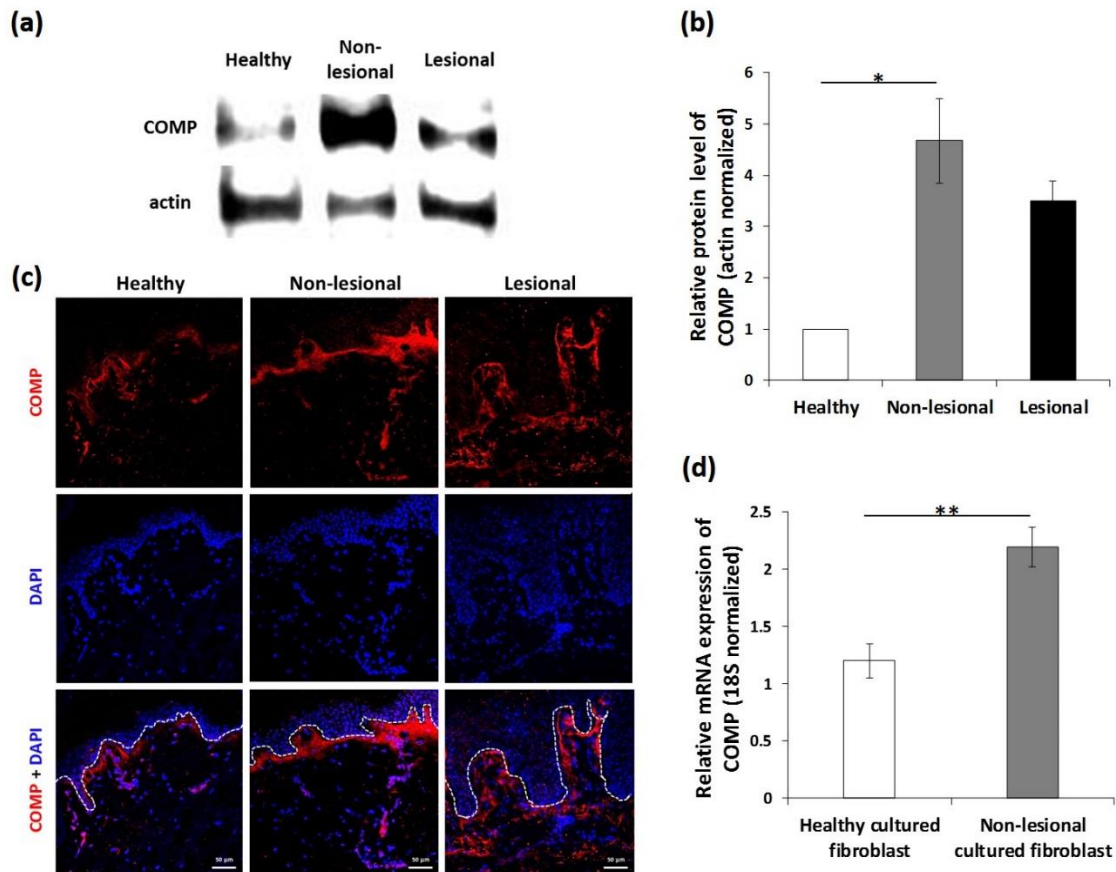 (a)
Healthy
Non-
lesional
Lesional
COMP
actin
(b)
Relative protein level of
COMP (actin normalized)
6
5
4
3
2
1
0
*
Healthy
Non-lesional
Lesional
(c)
Healthy
Non-lesional
Lesional
COMP
DAPI
COMP + DAPI
50 µm
50 µm
50 µm
(d)
Relative mRNA expression of
COMP (18S normalized)
2.5
2
1.5
1
0.5
0
**
Healthy cultured
fibroblast
Non-lesional
cultured fibroblast